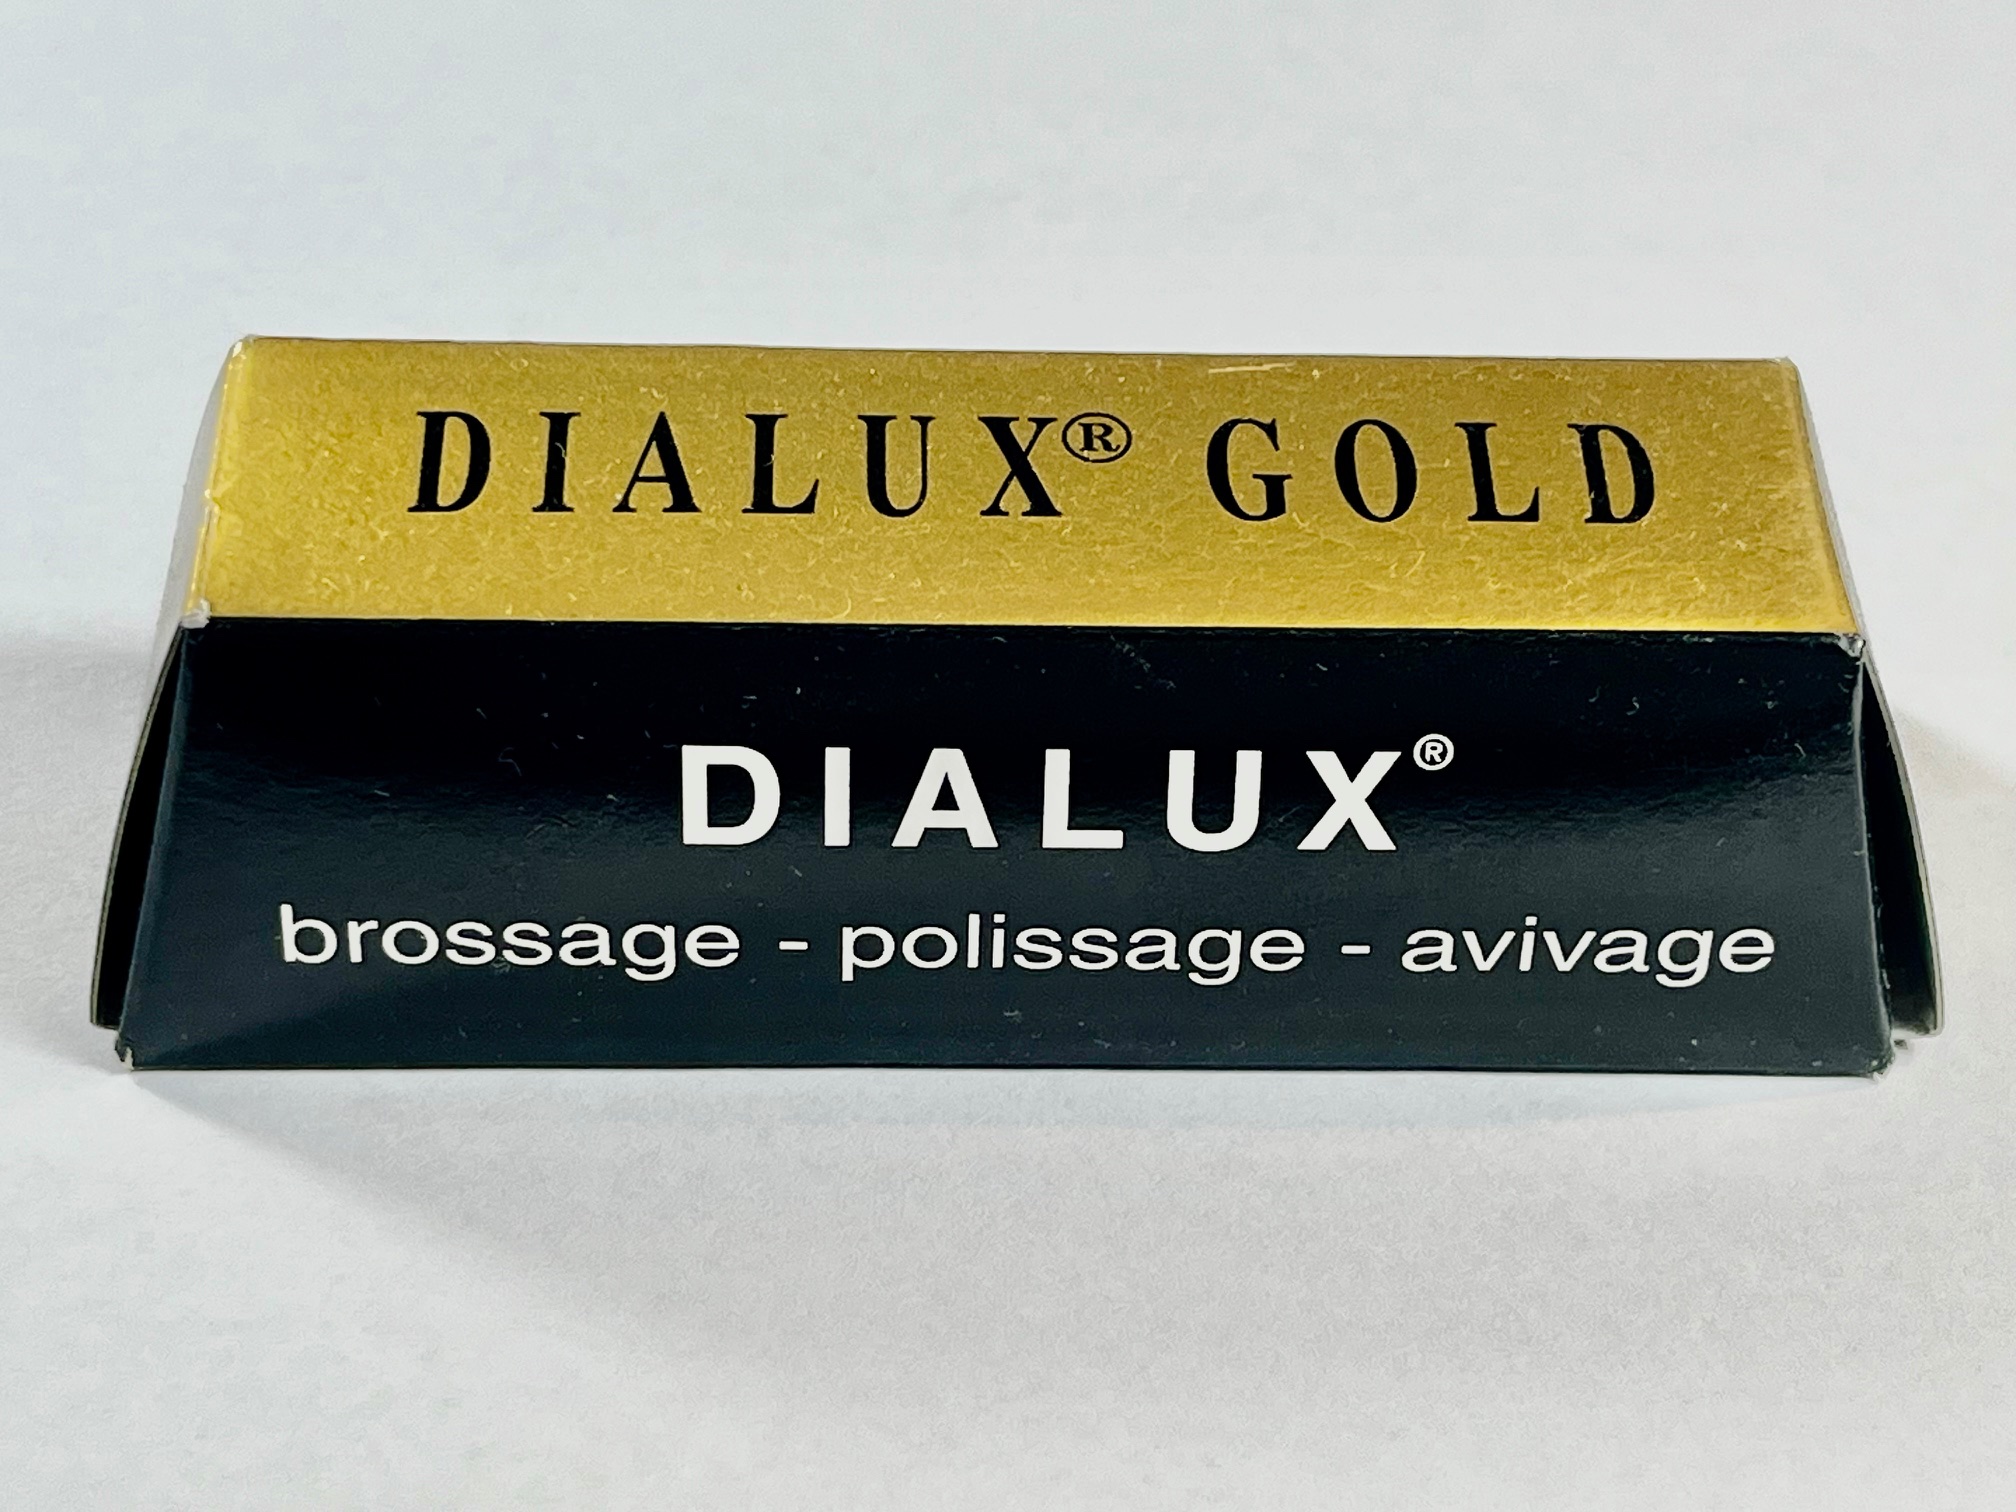 DIALUX® GOLD
DIALUX®
brossage - polissage - avivage